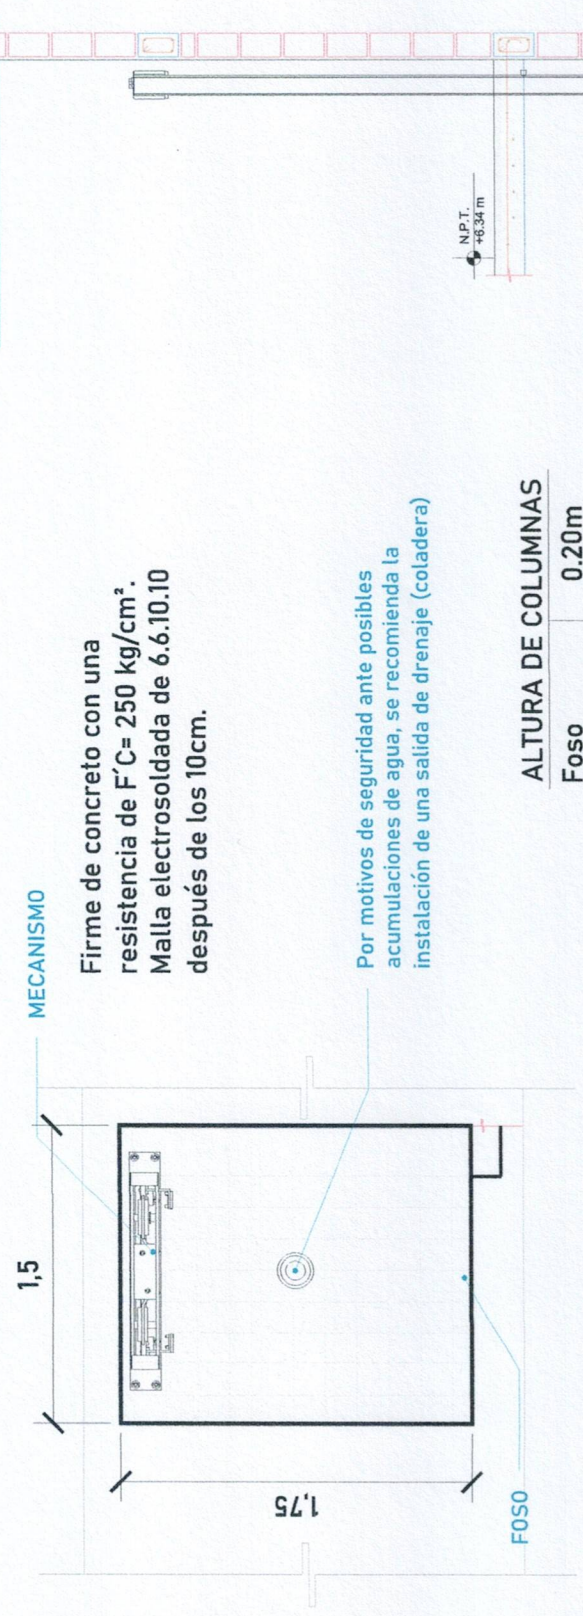 1,5
MECANISMO
Firme de concreto con una
resistencia de F´C= 250 kg/cm².
Malla electrosoldada de 6.6.10.10
después de los 10cm.
1,75
Por motivos de seguridad ante posibles
acumulaciones de agua, se recomienda la
instalación de una salida de drenaje (coladera)
FOSO
N.P.T.
+6.34 m
ALTURA DE COLUMNAS
Foso 0.20m